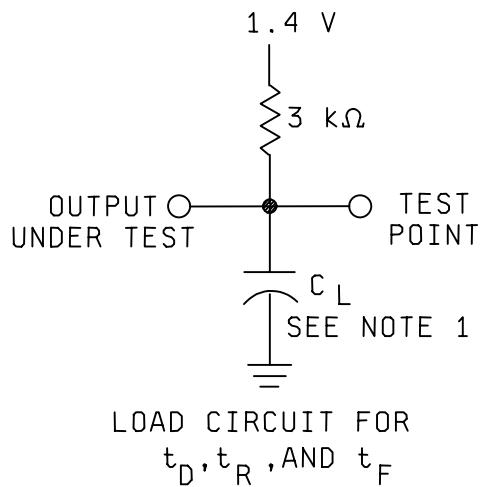 1.4 V
3 kΩ
OUTPUT
UNDER TEST
TEST
POINT
C L
SEE NOTE 1
LOAD CIRCUIT FOR
tD, tR, AND tF